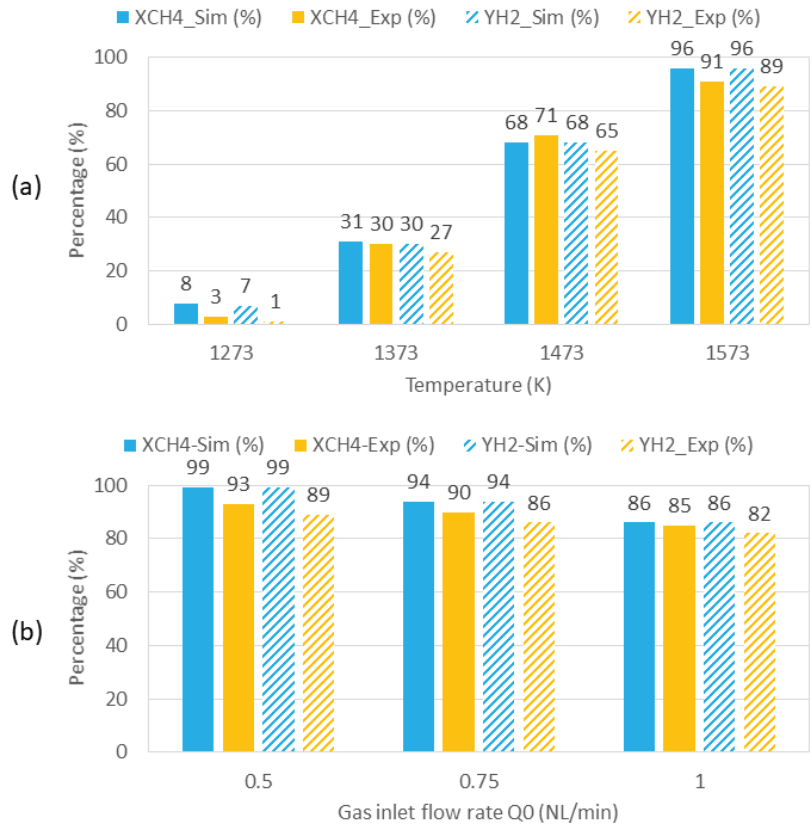 XCH4_Sim (%) XCH4_Exp (%) YH2_Sim (%) YH2_Exp (%)
96 91 96 89
100
68 71 68 65
80
(a)
Percentage (%)
60
31 30 30 27
40
20
8 3 7 1
0
1273 1373 1473 1573
Temperature (K)
XCH4-Sim (%) XCH4-Exp (%) YH2-Sim (%) YH2_Exp (%)
99 93 99 89 94 90 94 86 86 85 86 82
100
80
(b)
Percentage (%)
60
40
20
0
0.5 0.75 1
Gas inlet flow rate Q0 (NL/min)